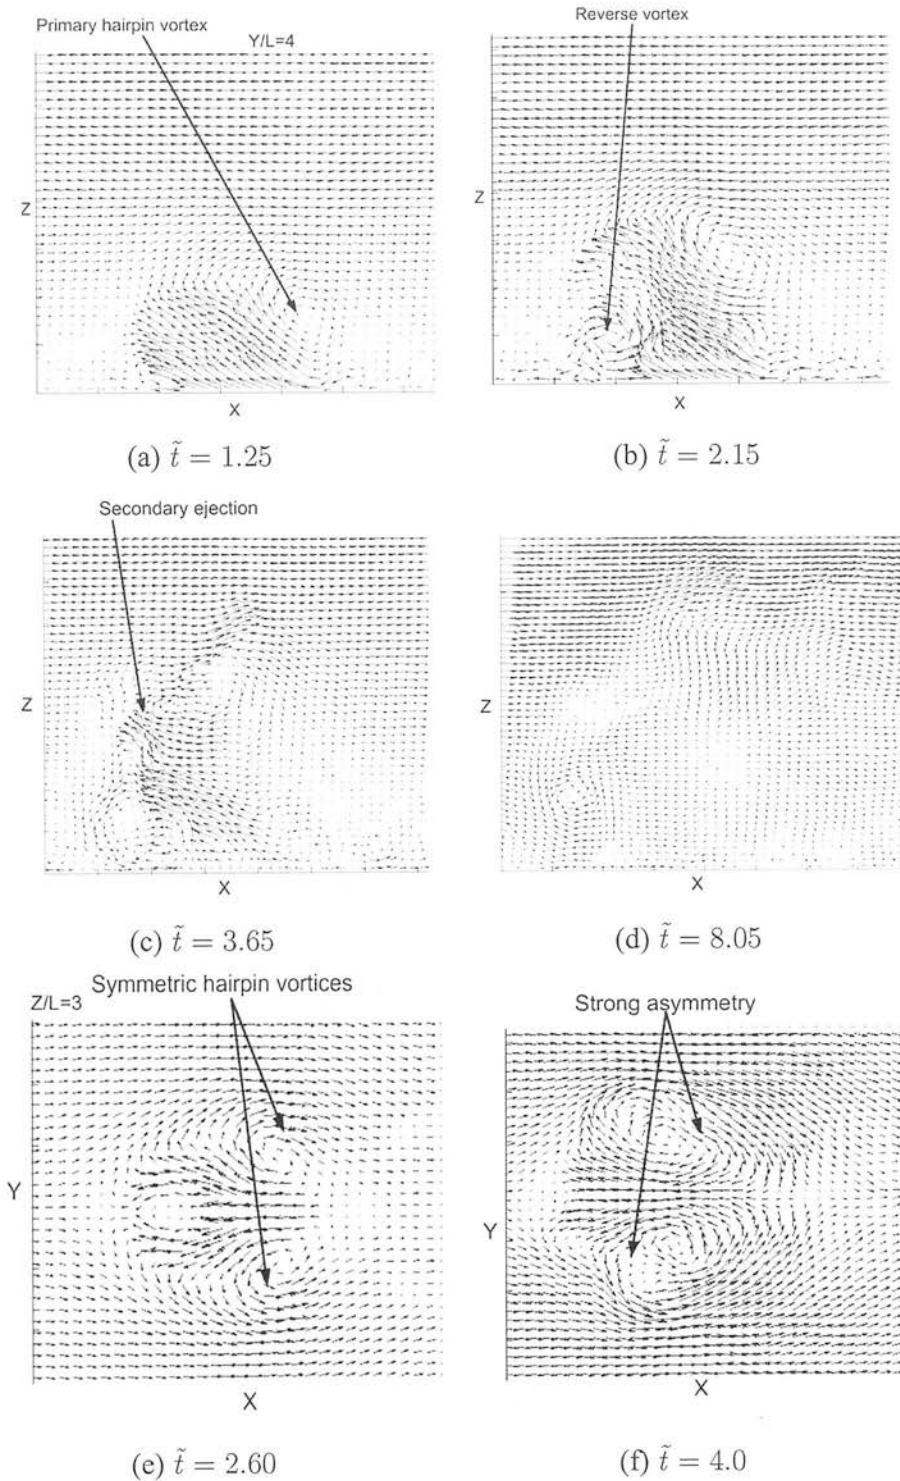 Primary hairpin vortex
Y/L=4
Z
X
(a) t̃ = 1.25
Reverse vortex
Z
X
(b) t̃ = 2.15
Secondary ejection
Z
X
(c) t̃ = 3.65
Z
X
(d) t̃ = 8.05
Symmetric hairpin vortices
Z/L=3
Y
X
(e) t̃ = 2.60
Strong asymmetry
Y
X
(f) t̃ = 4.0